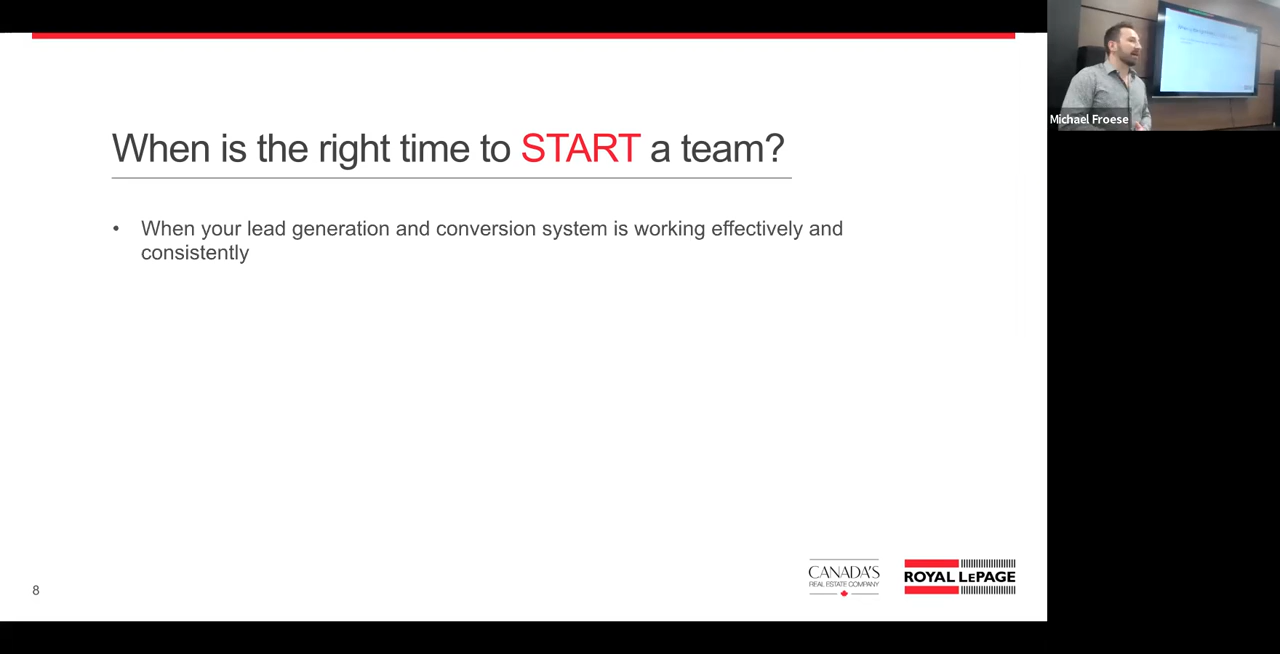 When is the right time to START a team?
• When your lead generation and conversion system is working effectively and
consistently
8
CANADA'S
REAL ESTATE COMPANY
ROYAL LEPAGE
Michael Froese